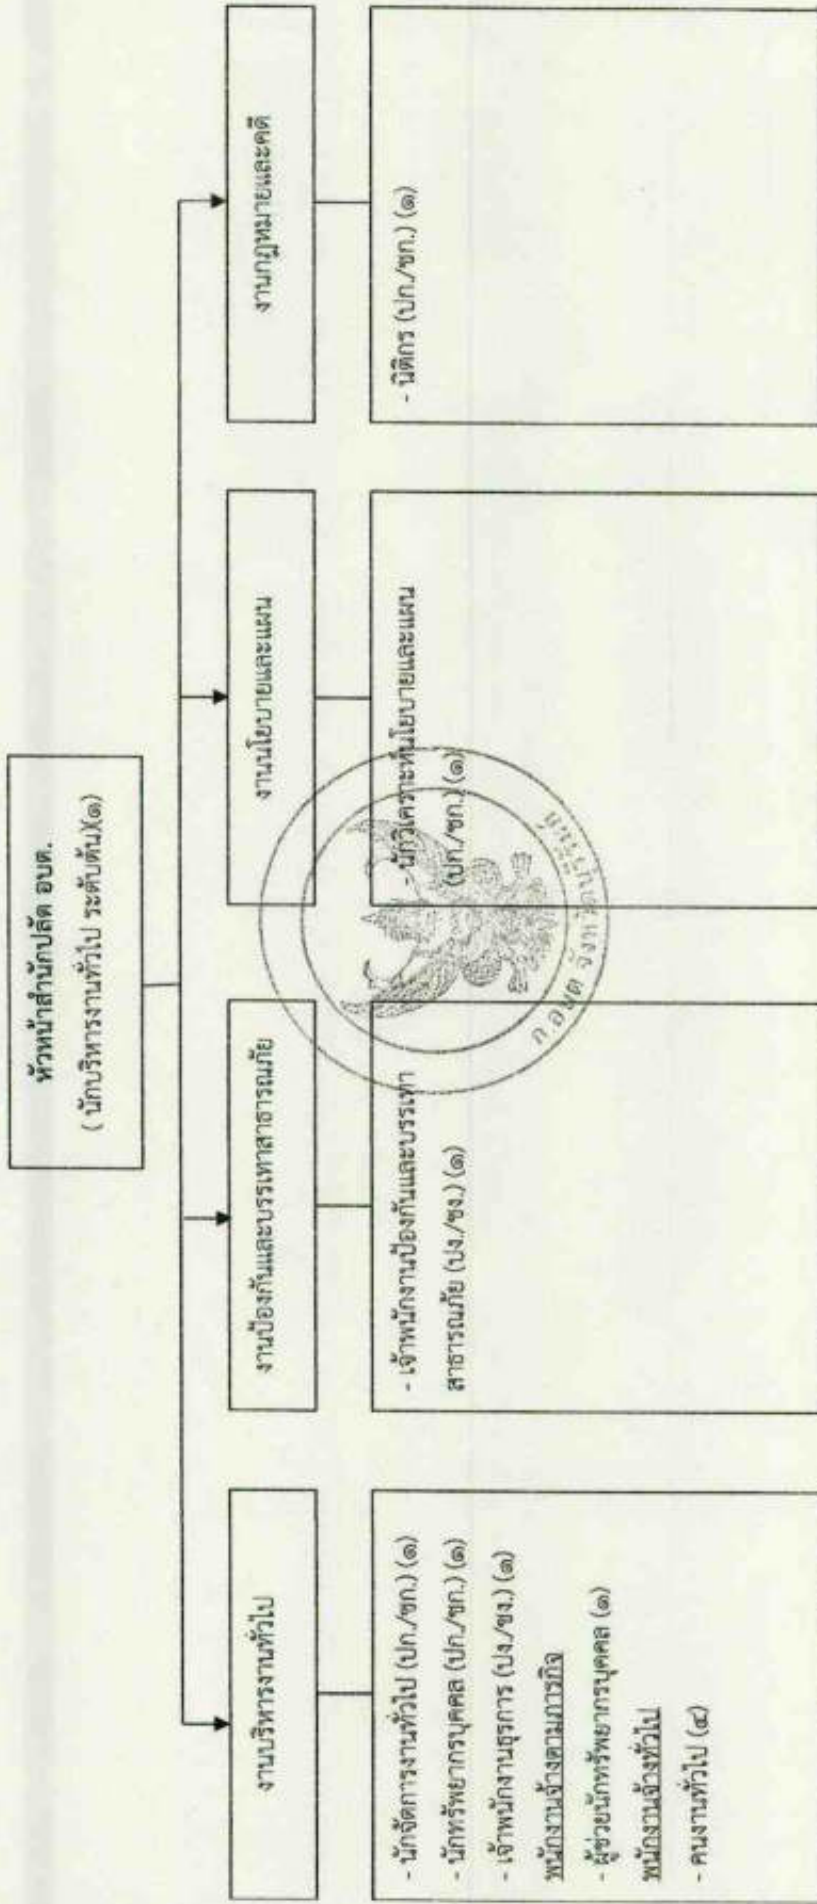 หัวหน้าสำนักปลัด อบต.
( นักบริหารงานทั่วไป ระดับต้น)(๑)
งานบริหารงานทั่วไป
- นักจัดการงานทั่วไป (ปก./ชก.) (๑)
- นักทรัพยากรบุคคล (ปก./ชก.) (๑)
- เจ้าพนักงานธุรการ (ปง./ชง.) (๑)
พนักงานจ้างตามภารกิจ
- ผู้ช่วยนักทรัพยากรบุคคล (๑)
พนักงานจ้างทั่วไป
- คนงานทั่วไป (๔)
งานป้องกันและบรรเทาสาธารณภัย
- เจ้าพนักงานป้องกันและบรรเทา
สาธารณภัย (ปง./ชง.) (๑)
งานนโยบายและแผน
- นักวิเคราะห์นโยบายและแผน
(ปก./ชก.) (๑)
งานกฎหมายและคดี
- นิติกร (ปก./ชก.) (๑)
ก.อบต จังหวัด